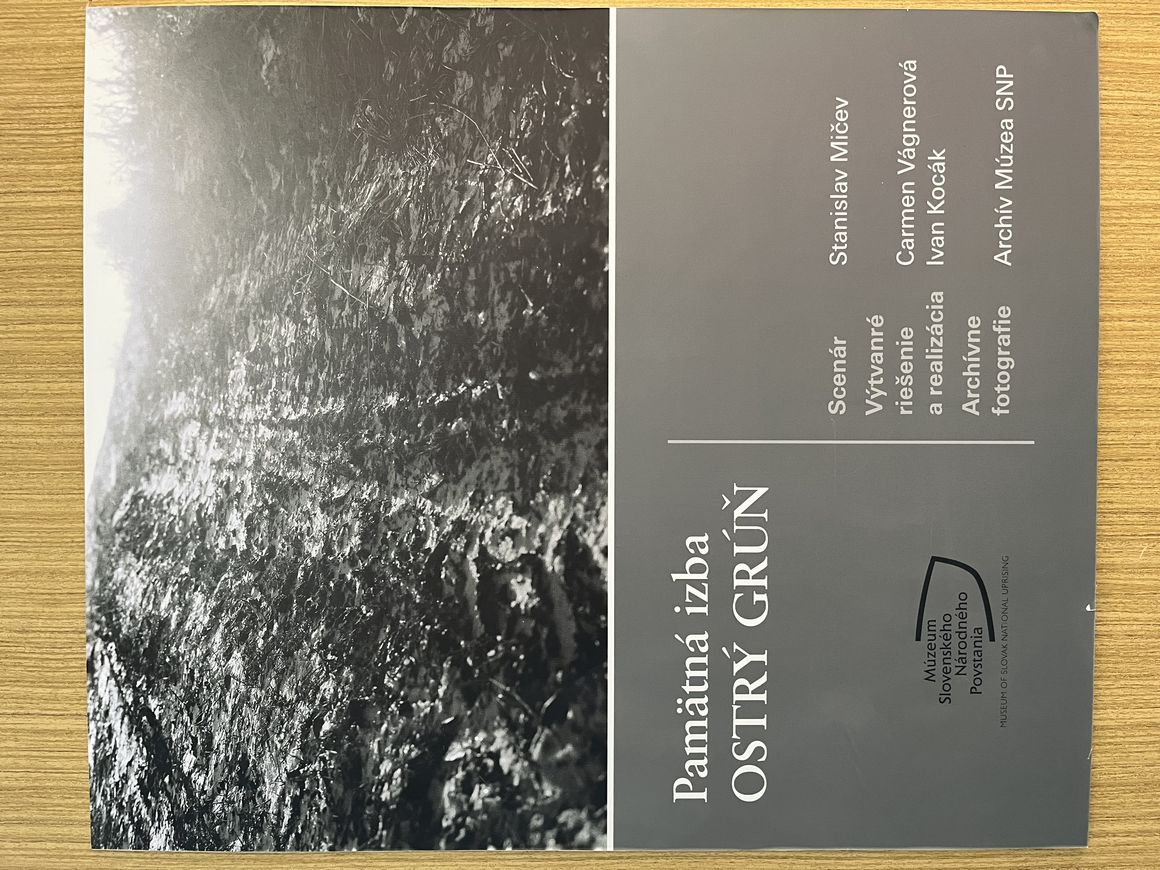 Pamätná izba
OSTRÝ GRÚŇ
Múzeum
Slovenského
Národného
Povstania
MUSEUM OF SLOVAK NATIONAL UPRISING
Scenár Stanislav Mičev
Výtvanré
riešenie Carmen Vágnerová
a realizácia Ivan Kocák
Archívne
fotografie Archív Múzea SNP